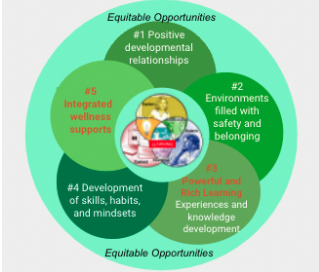 Equitable Opportunities
#1 Positive
developmental
relationships
#2
Environments
filled with
safety and
belonging
#3
Powerful and
Rich Learning
Experiences and
knowledge
development
#4 Development
of skills, habits,
and mindsets
#5
Integrated
wellness
supports
Equitable Opportunities